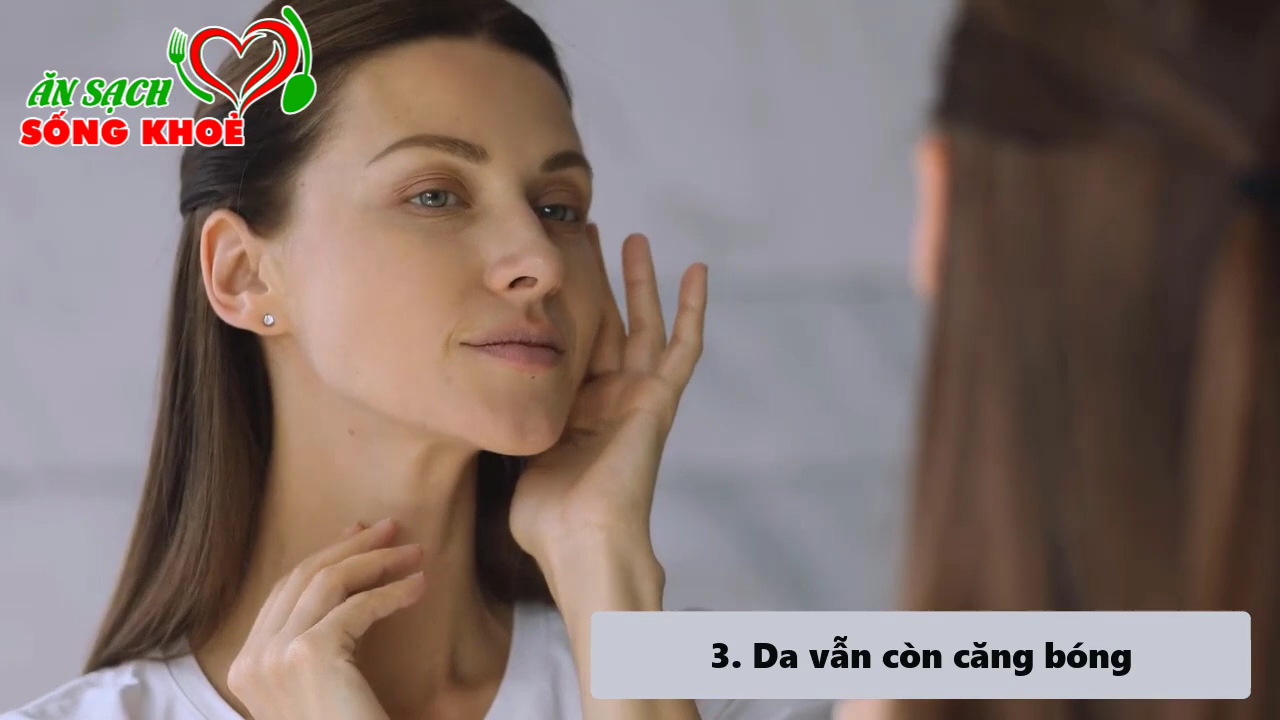 ĂN SẠCH
SỐNG KHOẺ
3. Da vẫn còn căng bóng